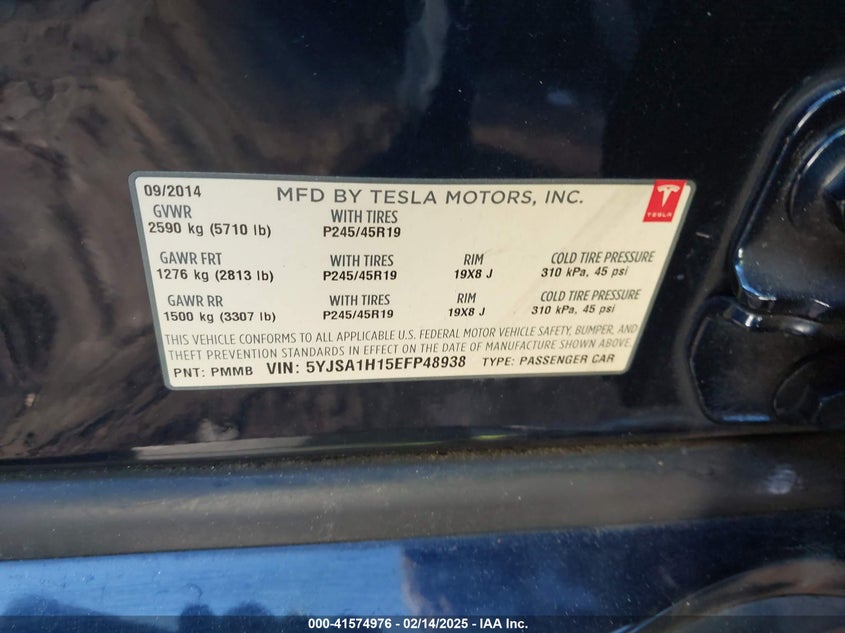 09/2014 MFD BY TESLA MOTORS, INC.
TESLA
GVWR WITH TIRES
2590 kg (5710 lb) P245/45R19
GAWR FRT WITH TIRES RIM COLD TIRE PRESSURE
1276 kg (2813 lb) P245/45R19 19X8 J 310 kPa, 45 psi
GAWR RR WITH TIRES RIM COLD TIRE PRESSURE
1500 kg (3307 lb) P245/45R19 19X8 J 310 kPa, 45 psi
THIS VEHICLE CONFORMS TO ALL APPLICABLE U.S. FEDERAL MOTOR VEHICLE SAFETY, BUMPER, AND
THEFT PREVENTION STANDARDS IN EFFECT ON THE DATE OF MANUFACTURE SHOWN ABOVE.
PNT: PMMB VIN: 5YJSA1H15EFP48938 TYPE: PASSENGER CAR
000-41574976 - 02/14/2025 - IAA Inc.